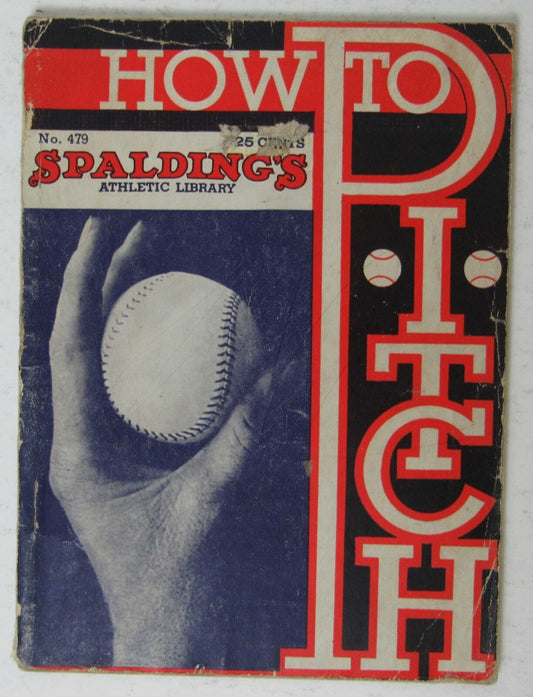 HOW TO
PITCH
No. 479
25 CENTS
SPALDING'S
ATHLETIC LIBRARY